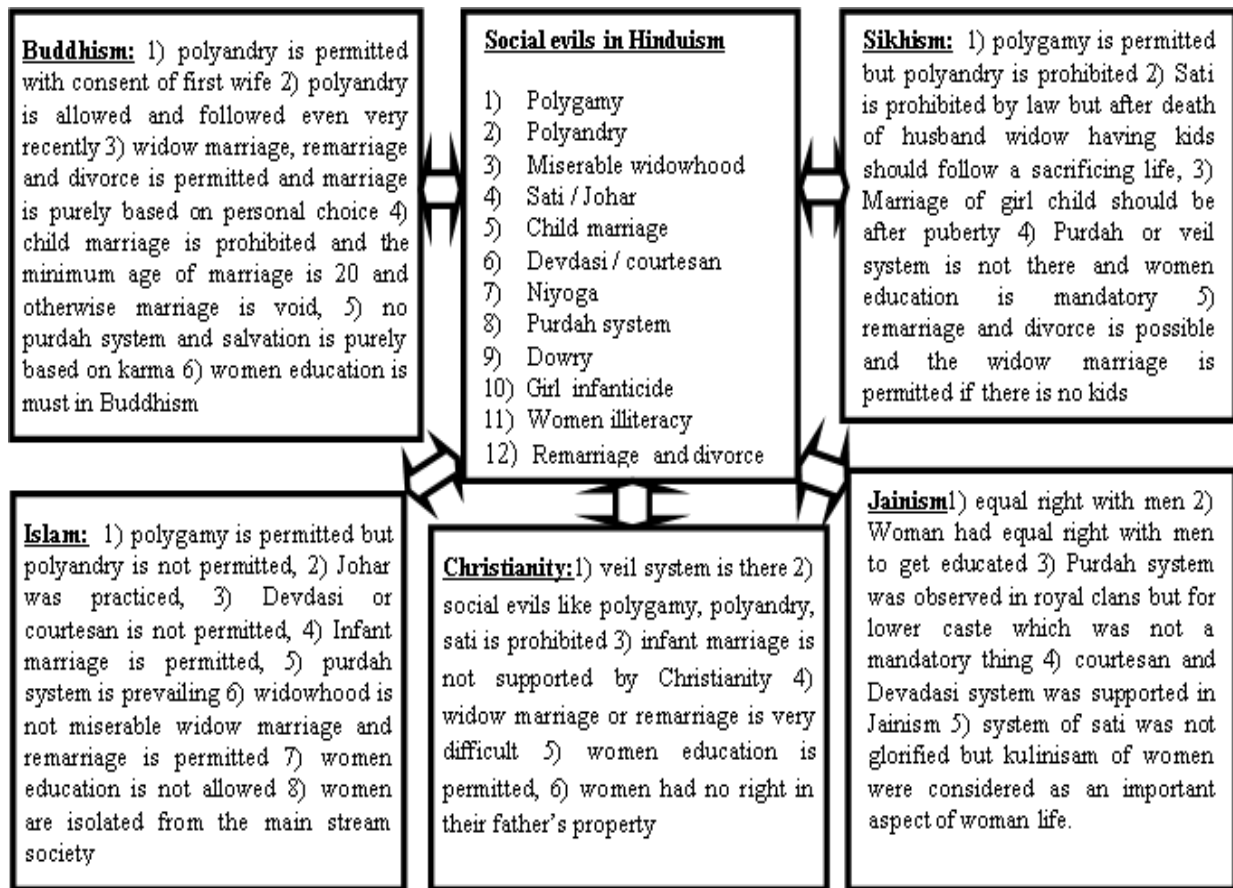 Buddhism: 1) polyandry is permitted
with consent of first wife 2) polyandry
is allowed and followed even very
recently 3) widow marriage, remarriage
and divorce is permitted and marriage
is purely based on personal choice 4)
child marriage is prohibited and the
minimum age of marriage is 20 and
otherwise marriage is void, 5) no
purdah system and salvation is purely
based on karma 6) women education is
must in Buddhism
Social evils in Hinduism
1) Polygamy
2) Polyandry
3) Miserable widowhood
4) Sati / Johar
5) Child marriage
6) Devdasi / courtesan
7) Niyoga
8) Purdah system
9) Dowry
10) Girl infanticide
11) Women illiteracy
12) Remarriage and divorce
Sikhism: 1) polygamy is permitted
but polyandry is prohibited 2) Sati
is prohibited by law but after death
of husband widow having kids
should follow a sacrificing life, 3)
Marriage of girl child should be
after puberty 4) Purdah or veil
system is not there and women
education is mandatory 5)
remarriage and divorce is possible
and the widow marriage is
permitted if there is no kids
Islam: 1) polygamy is permitted but
polyandry is not permitted, 2) Johar
was practiced, 3) Devdasi or
courtesan is not permitted, 4) Infant
marriage is permitted, 5) purdah
system is prevailing 6) widowhood is
not miserable widow marriage and
remarriage is permitted 7) women
education is not allowed 8) women
are isolated from the main stream
society
Christianity:1) veil system is there 2)
social evils like polygamy, polyandry,
sati is prohibited 3) infant marriage is
not supported by Christianity 4)
widow marriage or remarriage is very
difficult 5) women education is
permitted, 6) women had no right in
their father's property
Jainism1) equal right with men 2)
Woman had equal right with men
to get educated 3) Purdah system
was observed in royal clans but for
lower caste which was not a
mandatory thing 4) courtesan and
Devadasi system was supported in
Jainism 5) system of sati was not
glorified but kulinisam of women
were considered as an important
aspect of woman life.